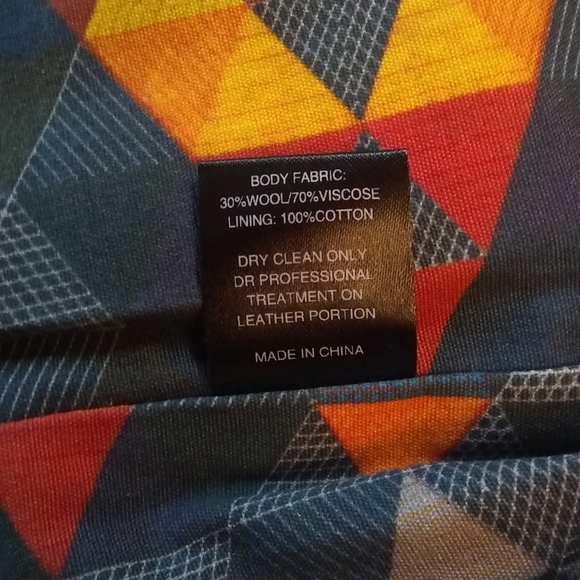 BODY FABRIC:
30%WOOL/70%VISCOSE
LINING: 100%COTTON
DRY CLEAN ONLY
DR PROFESSIONAL
TREATMENT ON
LEATHER PORTION
MADE IN CHINA